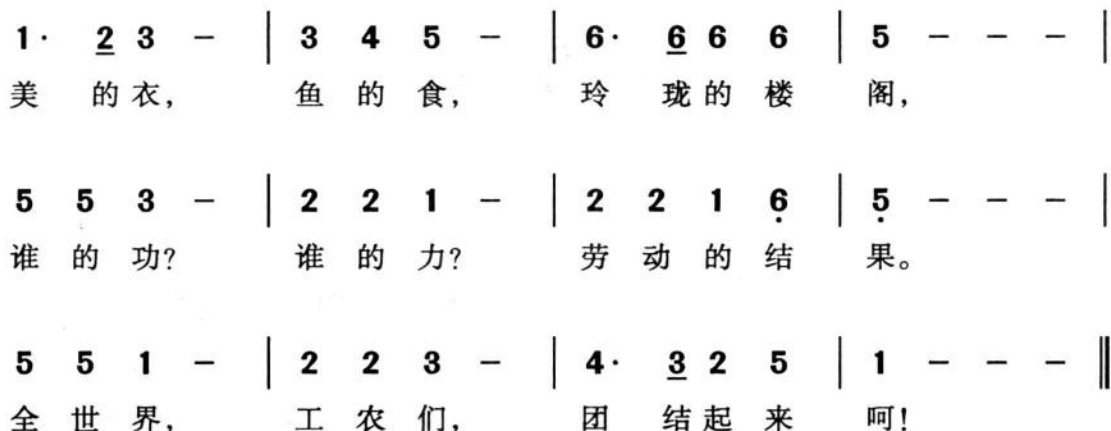 1· 2 3 － | 3 4 5 － | 6· 6 6 6 | 5 － － － |
美 的 衣， 鱼 的 食， 玲 珑 的 楼 阁，
5 5 3 － | 2 2 1 － | 2 2 1 6̣ | 5̣ － － － |
谁 的 功？ 谁 的 力？ 劳 动 的 结 果。
5 5 1 － | 2 2 3 － | 4· 3 2 5 | 1 － － － ‖
全 世 界， 工 农 们， 团 结 起 来 呵！